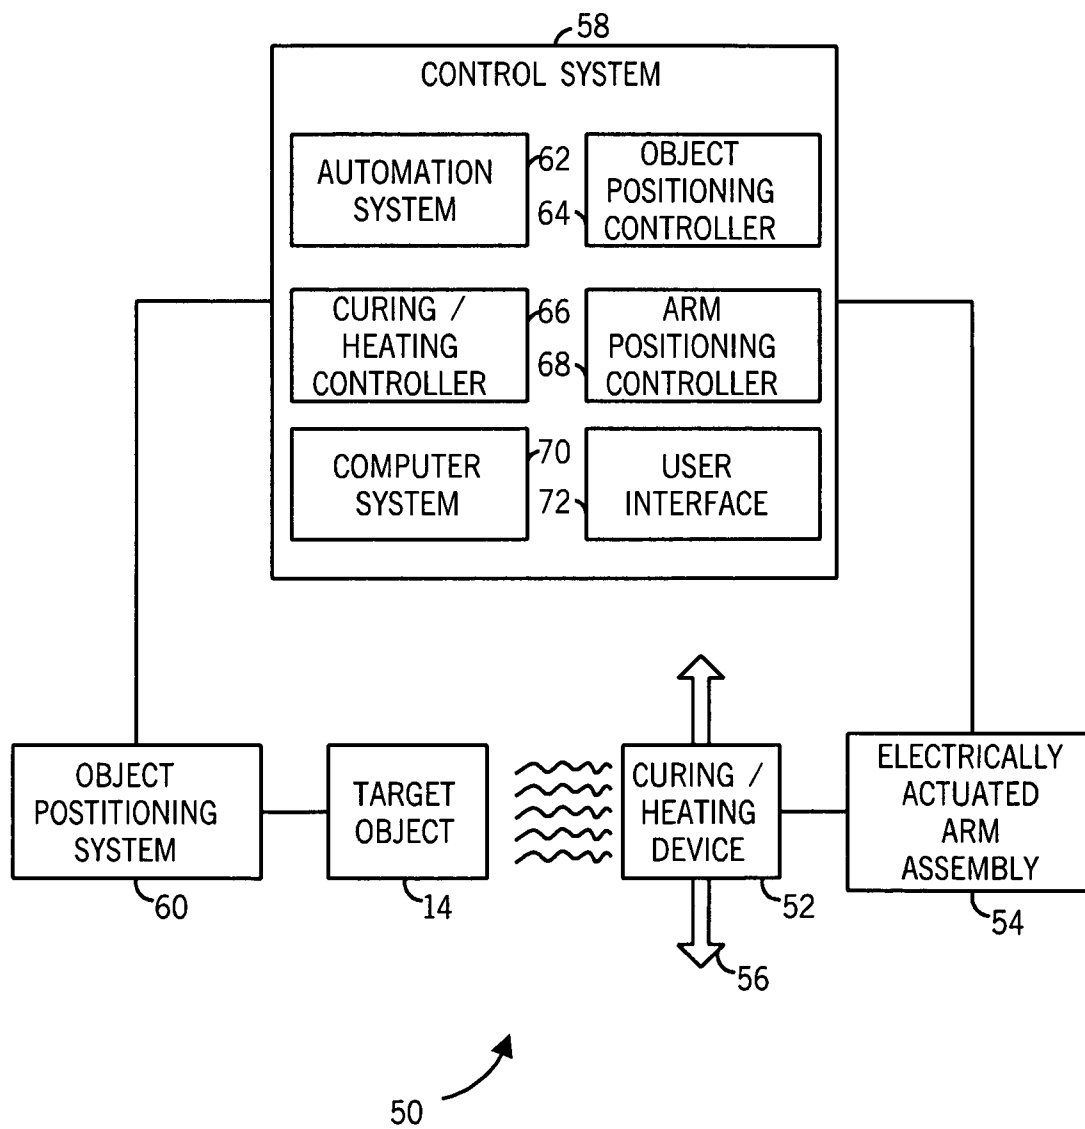 58
CONTROL SYSTEM
AUTOMATION
SYSTEM
62
64
OBJECT
POSITIONING
CONTROLLER
CURING /
HEATING
CONTROLLER
66
68
ARM
POSITIONING
CONTROLLER
COMPUTER
SYSTEM
70
72
USER
INTERFACE
OBJECT
POSTITIONING
SYSTEM
60
TARGET
OBJECT
14
CURING /
HEATING
DEVICE
52
56
ELECTRICALLY
ACTUATED
ARM
ASSEMBLY
54
50